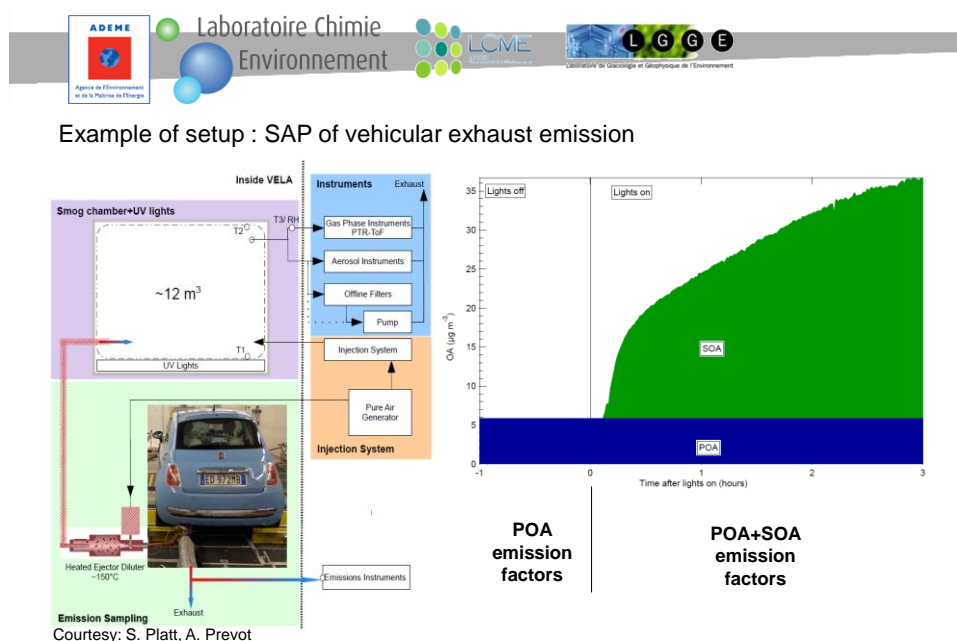 ADEME
Agence de l'Environnement
et de la Maîtrise de l'Energie
Laboratoire Chimie
Environnement
LCME
L G G E
Laboratoire de Glaciologie et Géophysique de l'Environnement
Example of setup : SAP of vehicular exhaust emission
Inside VELA
Smog chamber+UV lights
T2
T3/ RH
~12 m³
T1
UV Lights
Instruments
Exhaust
Gas Phase Instruments
PTR-ToF
Aerosol Instruments
Offline Filters
Pump
Injection System
Pure Air
Generator
Injection System
ED 972MB
Heated Ejector Diluter
~150°C
Emissions Instruments
Exhaust
Emission Sampling
Courtesy: S. Platt, A. Prevot
Lights off
Lights on
35
30
25
20
15
10
5
0
OA (µg m⁻³)
SOA
POA
-1
0
1
2
3
Time after lights on (hours)
POA
emission
factors
POA+SOA
emission
factors